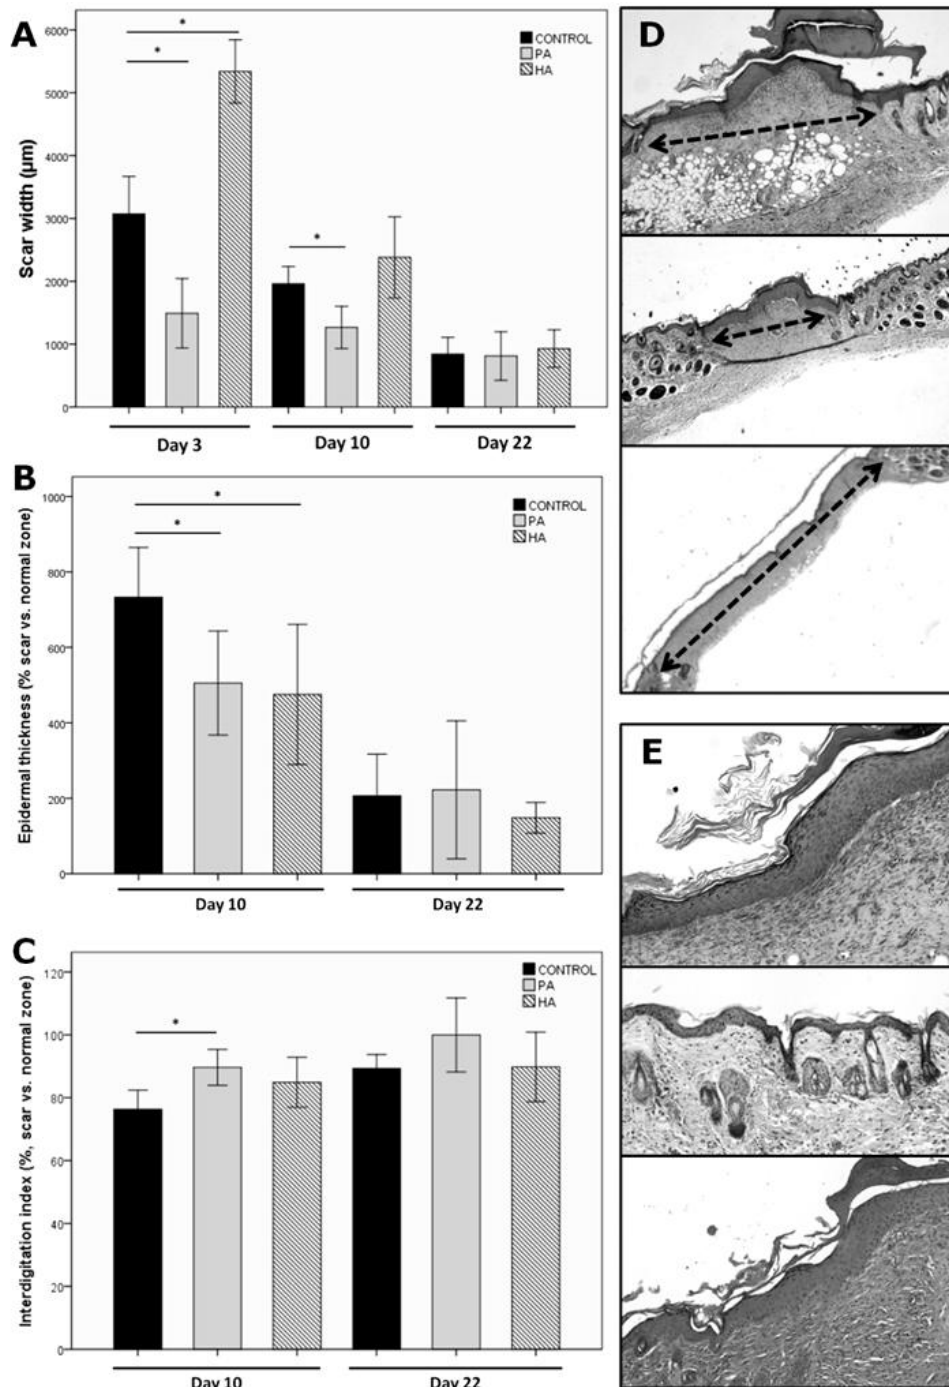 A
Scar width (µm)
6000
5000
4000
3000
2000
1000
0
*
*
*
CONTROL
PA
HA
Day 3
Day 10
Day 22
B
Epidermal thickness (% scar vs. normal zone)
1000
800
600
400
200
0
*
*
CONTROL
PA
HA
Day 10
Day 22
C
Interdigitation index (%, scar vs. normal zone)
120
100
80
60
40
20
0
*
CONTROL
PA
HA
Day 10
Day 22
D
E